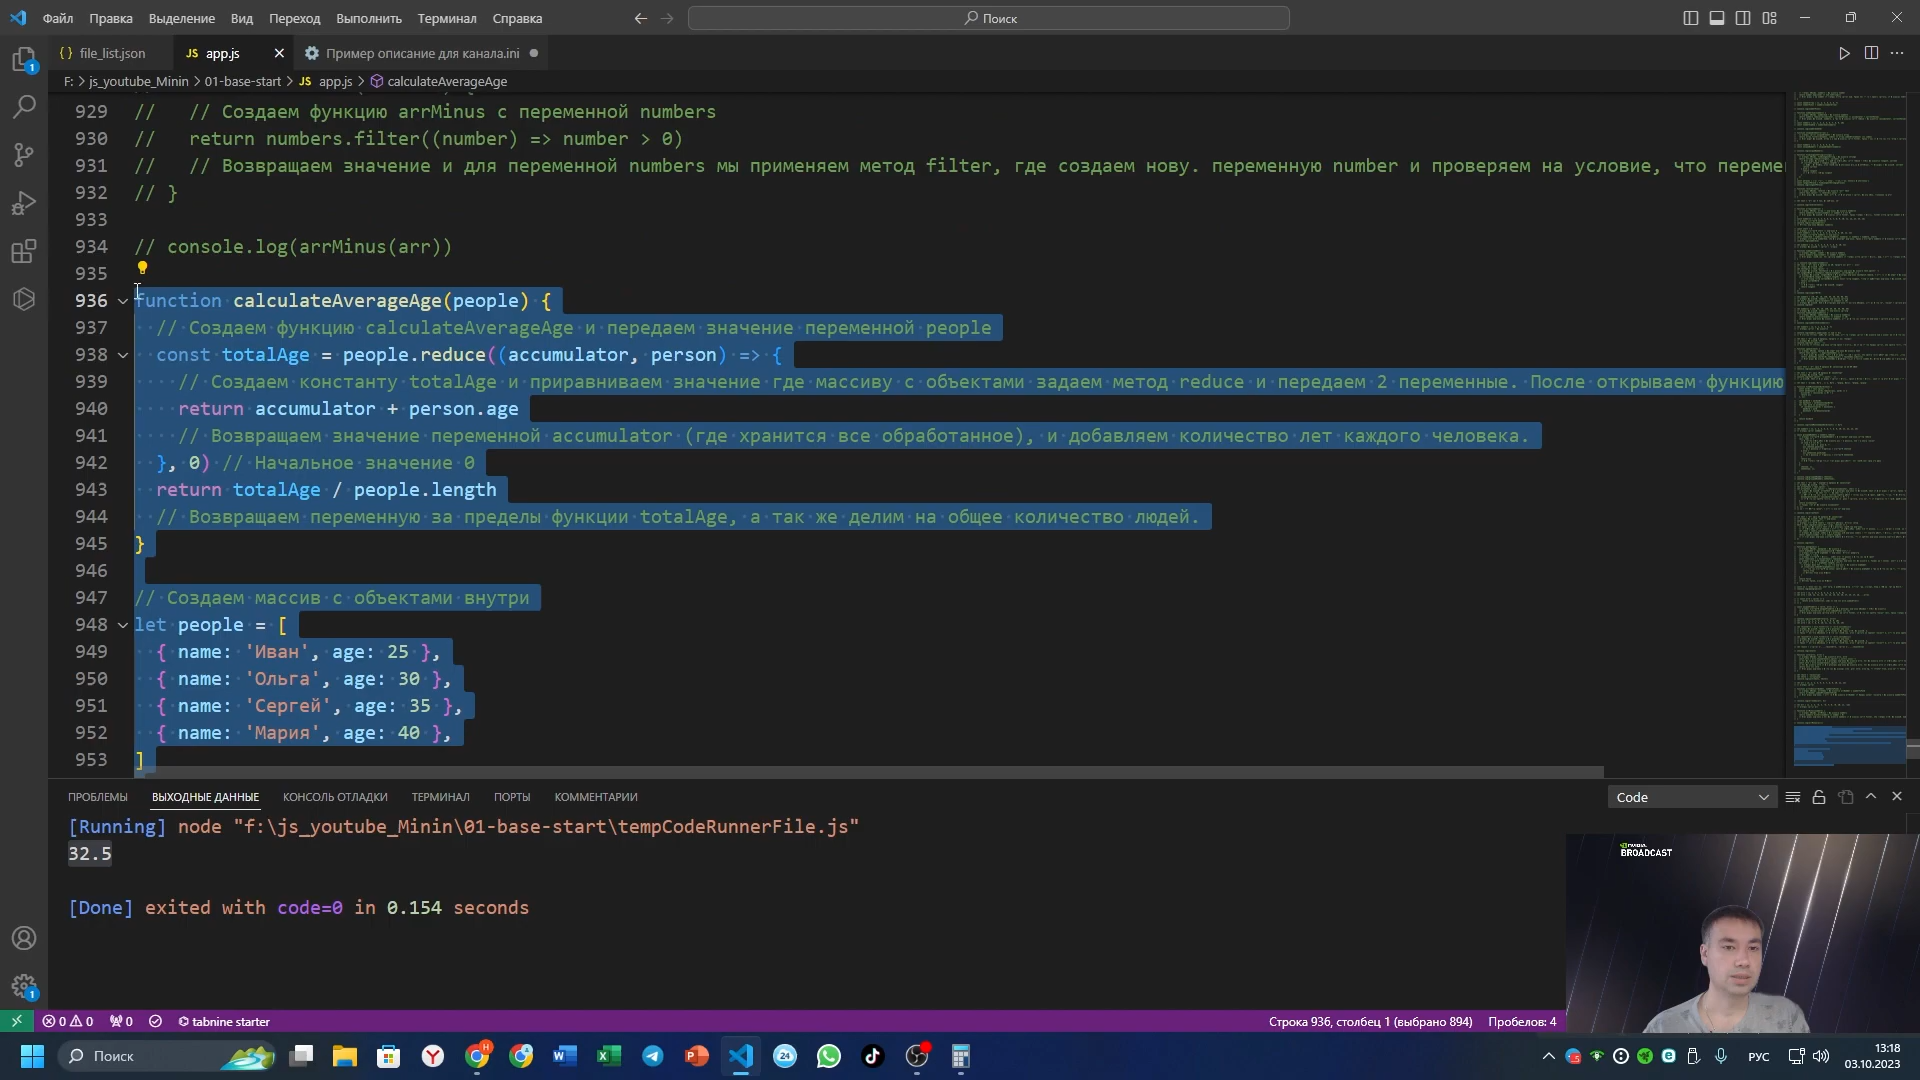 Файл Правка Выделение Вид Переход Выполнить Терминал Справка
Поиск
file_list.json
JS app.js
Пример описание для канала.ini
F: > js_youtube_Minin > 01-base-start > JS app.js > calculateAverageAge
929 //   // Создаем функцию arrMinus с переменной numbers
930 //   return numbers.filter((number) => number > 0)
931 //   // Возвращаем значение и для переменной numbers мы применяем метод filter, где создаем нову. переменную number и проверяем на условие, что переме
932 // }
933
934 // console.log(arrMinus(arr))
935
936 function calculateAverageAge(people) {
937   // Создаем функцию calculateAverageAge и передаем значение переменной people
938   const totalAge = people.reduce((accumulator, person) => {
939     // Создаем константу totalAge и приравниваем значение где массиву с объектами задаем метод reduce и передаем 2 переменные. После открываем функцию
940     return accumulator + person.age
941     // Возвращаем значение переменной accumulator (где хранится все обработанное), и добавляем количество лет каждого человека.
942   }, 0) // Начальное значение 0
943   return totalAge / people.length
944   // Возвращаем переменную за пределы функции totalAge, а так же делим на общее количество людей.
945 }
946
947 // Создаем массив с объектами внутри
948 let people = [
949   { name: 'Иван', age: 25 },
950   { name: 'Ольга', age: 30 },
951   { name: 'Сергей', age: 35 },
952   { name: 'Мария', age: 40 },
953 ]
ПРОБЛЕМЫ ВЫХОДНЫЕ ДАННЫЕ КОНСОЛЬ ОТЛАДКИ ТЕРМИНАЛ ПОРТЫ КОММЕНТАРИИ
Code
[Running] node "f:\js_youtube_Minin\01-base-start\tempCodeRunnerFile.js"
32.5
[Done] exited with code=0 in 0.154 seconds
NVIDIA
BROADCAST
0 0 0 tabnine starter
Строка 936, столбец 1 (выбрано 894) Пробелов: 4
Поиск
РУС
13:18
03.10.2023